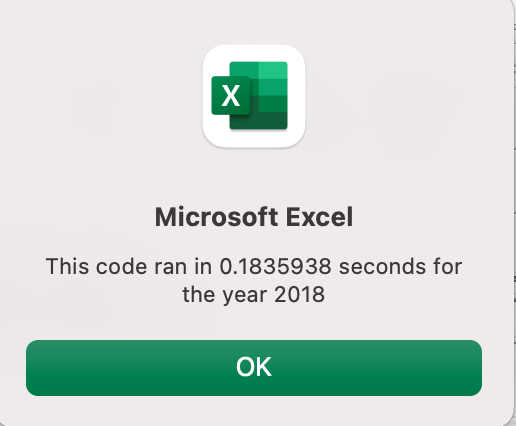 X
Microsoft Excel
This code ran in 0.1835938 seconds for
the year 2018
OK